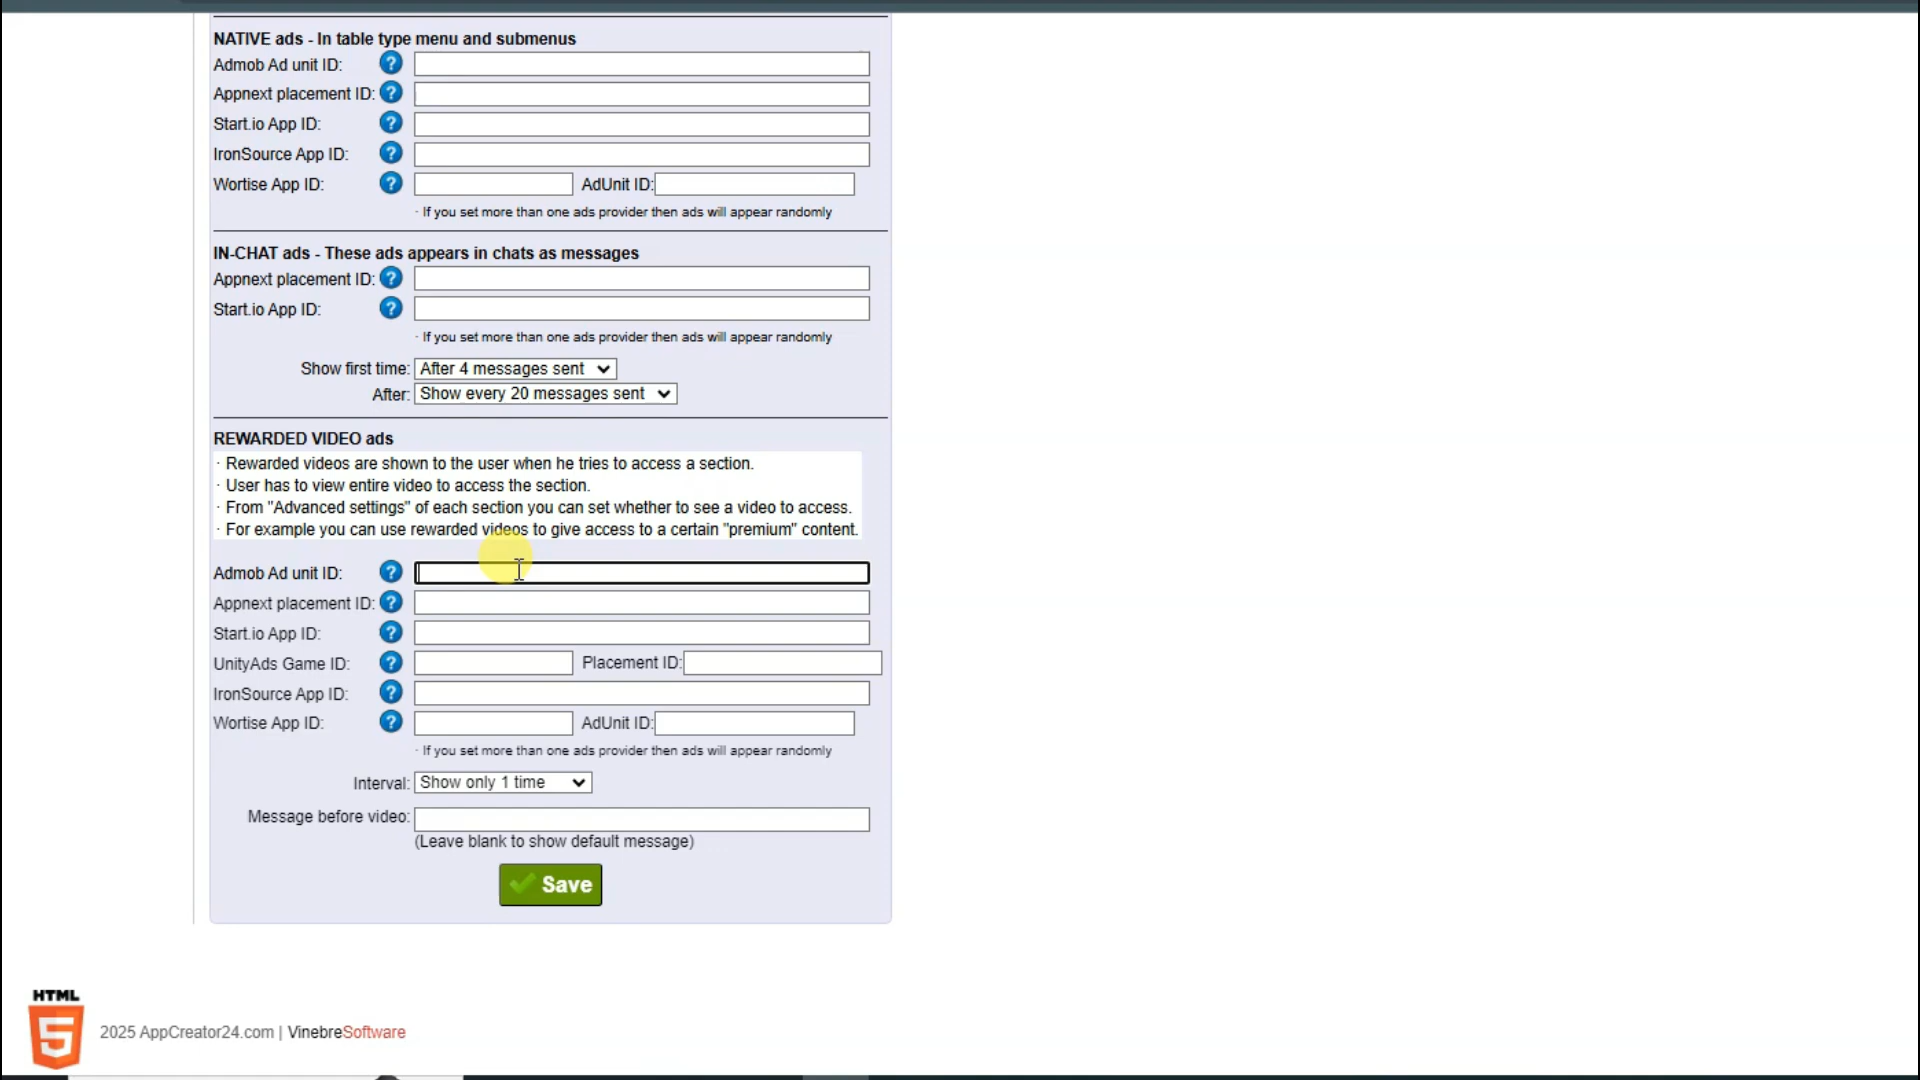 NATIVE ads - In table type menu and submenus
Admob Ad unit ID: ?
Appnext placement ID: ?
Start.io App ID: ?
IronSource App ID: ?
Wortise App ID: ? AdUnit ID:
· If you set more than one ads provider then ads will appear randomly
IN-CHAT ads - These ads appears in chats as messages
Appnext placement ID: ?
Start.io App ID: ?
· If you set more than one ads provider then ads will appear randomly
Show first time: After 4 messages sent
After: Show every 20 messages sent
REWARDED VIDEO ads
· Rewarded videos are shown to the user when he tries to access a section.
· User has to view entire video to access the section.
· From "Advanced settings" of each section you can set whether to see a video to access.
· For example you can use rewarded videos to give access to a certain "premium" content.
Admob Ad unit ID: ?
Appnext placement ID: ?
Start.io App ID: ?
UnityAds Game ID: ? Placement ID:
IronSource App ID: ?
Wortise App ID: ? AdUnit ID:
· If you set more than one ads provider then ads will appear randomly
Interval: Show only 1 time
Message before video:
(Leave blank to show default message)
Save
HTML
5
2025 AppCreator24.com | VinebreSoftware